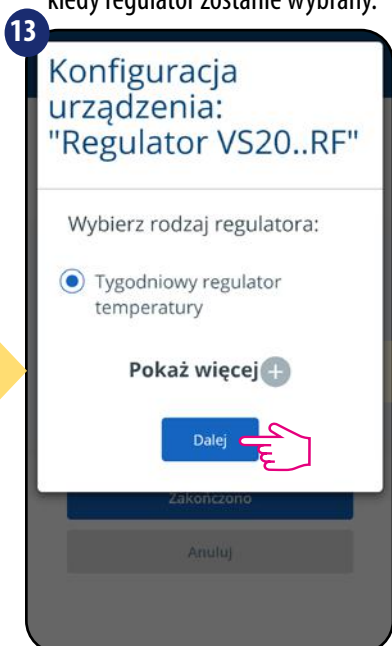 kiedy regulator zostanie wybrany.
13
Konfiguracja
urządzenia:
"Regulator VS20..RF"
Wybierz rodzaj regulatora:
Tygodniowy regulator
temperatury
Pokaż więcej +
Dalej
Zakończono
Anuluj